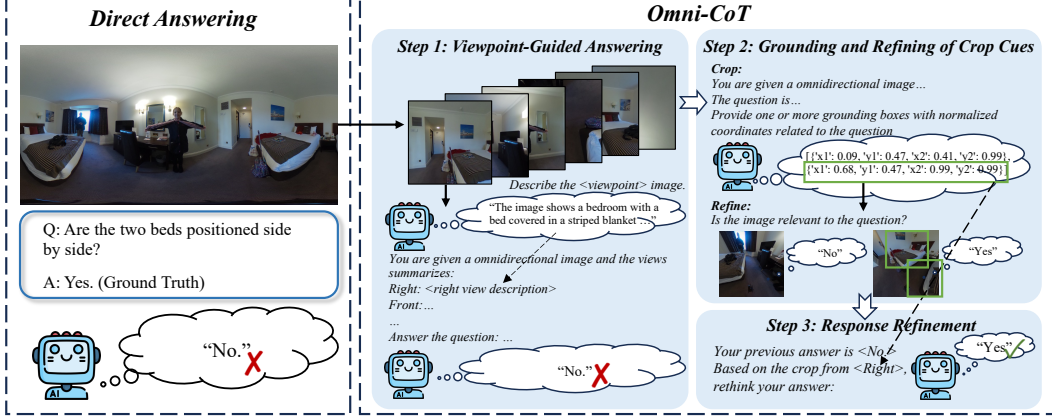 Direct Answering
Q: Are the two beds positioned side
by side?
A: Yes. (Ground Truth)
AI
“No.”
Omni-CoT
Step 1: Viewpoint-Guided Answering
Describe the <viewpoint> image.
AI
“The image shows a bedroom with a
bed covered in a striped blanket ...”
You are given a omnidirectional image and the views
summarizes:
Right: <right view description>
Front: ...
...
Answer the question: ...
AI
“No.”
Step 2: Grounding and Refining of Crop Cues
Crop:
You are given a omnidirectional image…
The question is…
Provide one or more grounding boxes with normalized
coordinates related to the question
AI
[{'x1': 0.09, 'y1': 0.47, 'x2': 0.41, 'y2': 0.99},
{'x1': 0.68, 'y1': 0.47, 'x2': 0.99, 'y2': 0.99}]
Refine:
Is the image relevant to the question?
“No”
“Yes”
Step 3: Response Refinement
Your previous answer is <No.>
Based on the crop from <Right>,
rethink your answer:
AI
“Yes”